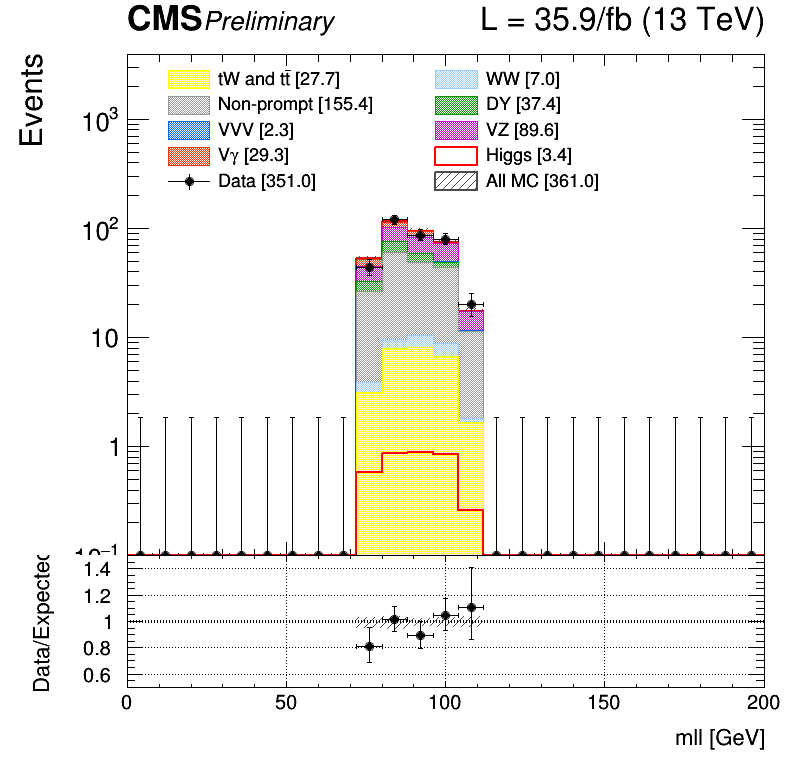 CMS Preliminary L = 35.9/fb (13 TeV)
Events
tW and tt̄ [27.7] WW [7.0]
Non-prompt [155.4] DY [37.4]
VVV [2.3] VZ [89.6]
Vγ [29.3] Higgs [3.4]
Data [351.0] All MC [361.0]
10³
10²
10
1
10⁻¹
Data/Expected
1.4
1.2
1
0.8
0.6
0 50 100 150 200
mll [GeV]